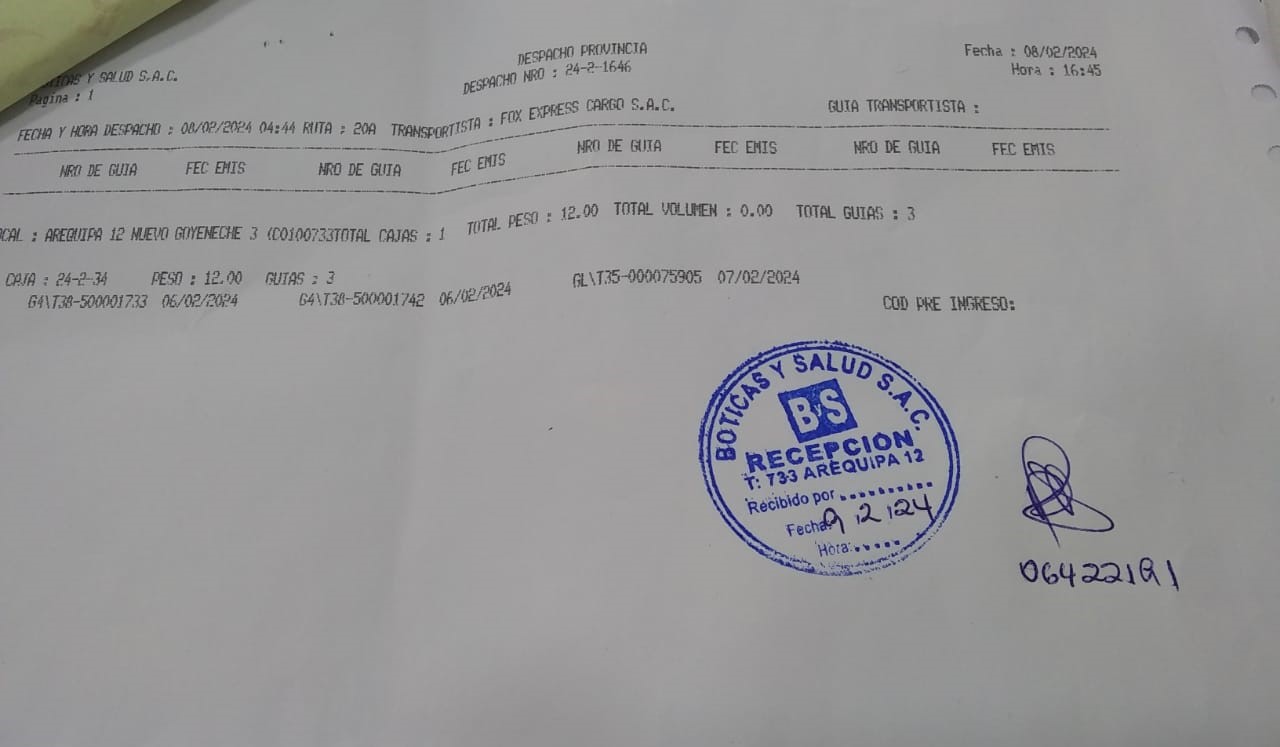 BOTICAS Y SALUD S.A.C.
Pagina : 1
DESPACHO PROVINCIA
DESPACHO NRO : 24-2-1646
Fecha : 08/02/2024
Hora : 16:45
FECHA Y HORA DESPACHO : 08/02/2024 04:44 RUTA : 20A TRANSPORTISTA : FOX EXPRESS CARGO S.A.C. GUIA TRANSPORTISTA :
NRO DE GUIA FEC EMIS NRO DE GUIA FEC EMIS NRO DE GUIA FEC EMIS NRO DE GUIA FEC EMIS
OCAL : AREQUIPA 12 NUEVO GOYENECHE 3 (CO100733TOTAL CAJAS : 1 TOTAL PESO : 12.00 TOTAL VOLUMEN : 0.00 TOTAL GUIAS : 3
CAJA : 24-2-34 PESO : 12.00 GUIAS : 3
G4\T38-500001733 06/02/2024 G4\T38-500001742 06/02/2024 GL\T35-000075905 07/02/2024
COD PRE INGRESO:
BOTICAS Y SALUD S.A.C.
BYS
RECEPCION
T: 733 AREQUIPA 12
Recibido por ..........
Fecha: 9 12 124
Hora:.....